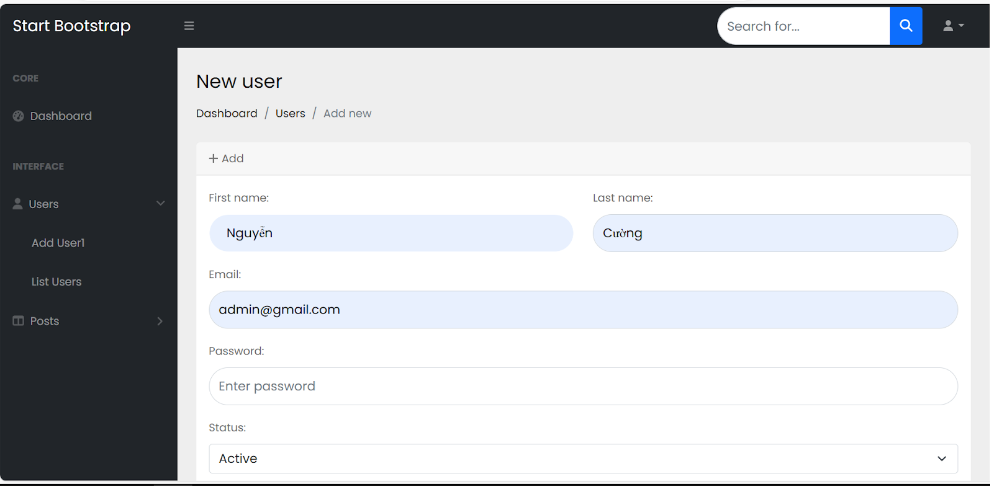 Start Bootstrap
Search for...
CORE
Dashboard
INTERFACE
Users
Add User1
List Users
Posts
New user
Dashboard / Users / Add new
+ Add
First name:
Last name:
Nguyễn
Cường
Email:
admin@gmail.com
Password:
Enter password
Status:
Active